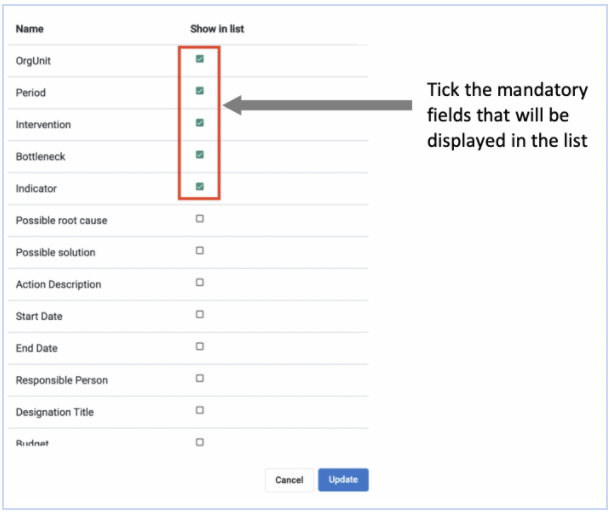 Name Show in list
OrgUnit
Period
Intervention
Bottleneck
Indicator
Possible root cause
Possible solution
Action Description
Start Date
End Date
Responsible Person
Designation Title
Budget
Cancel Update
Tick the mandatory
fields that will be
displayed in the list